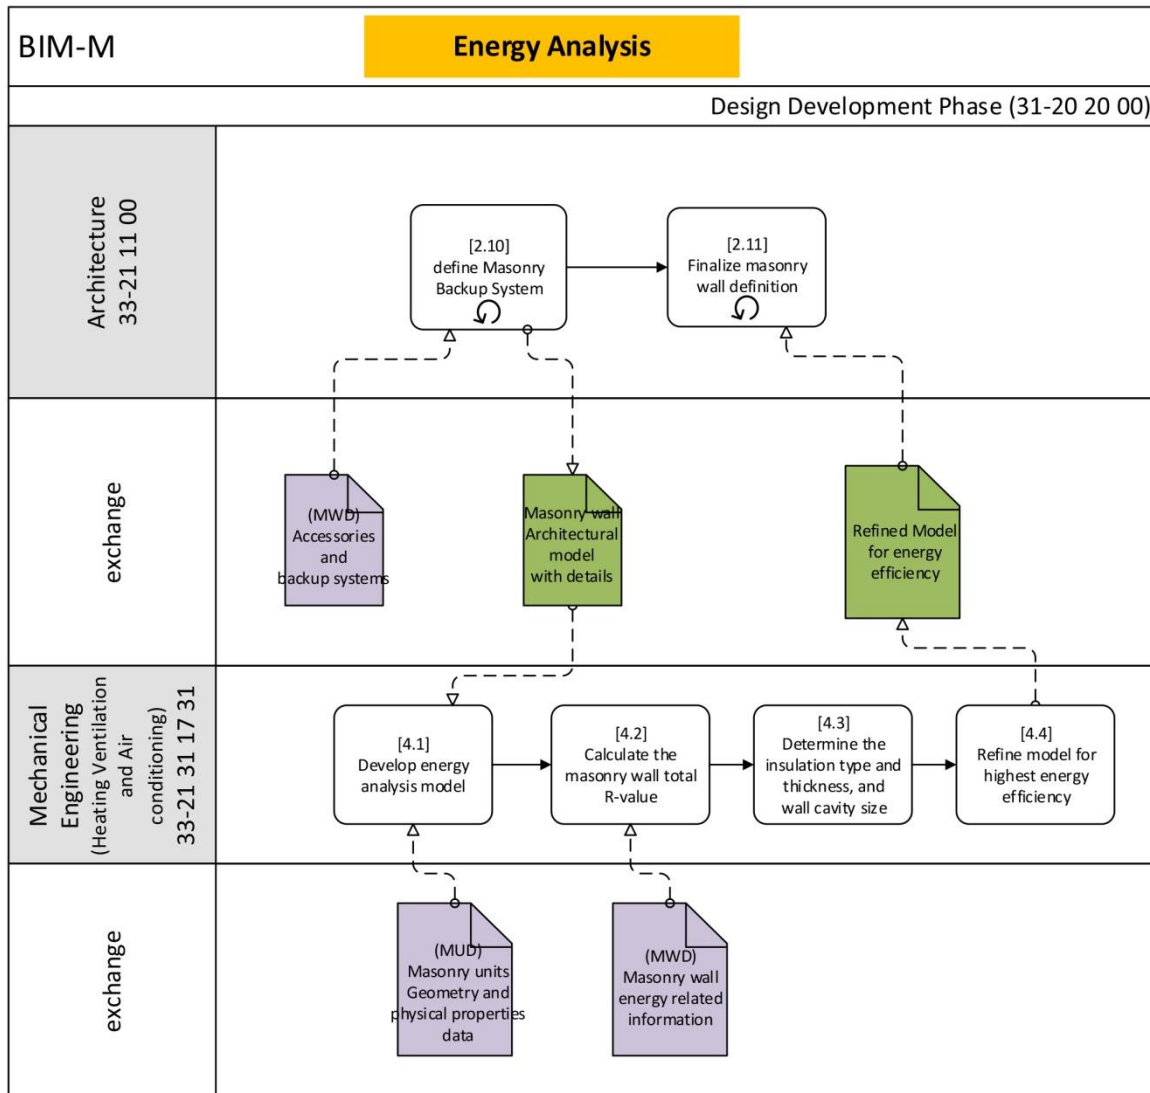 BIM-M
Energy Analysis
Design Development Phase (31-20 20 00)
Architecture
33-21 11 00
[2.10]
define Masonry
Backup System
[2.11]
Finalize masonry
wall definition
exchange
(MWD)
Accessories
and
backup systems
Masonry wall
Architectural
model
with details
Refined Model
for energy
efficiency
Mechanical
Engineering
(Heating Ventilation
and Air
conditioning)
33-21 31 17 31
[4.1]
Develop energy
analysis model
[4.2]
Calculate the
masonry wall total
R-value
[4.3]
Determine the
insulation type and
thickness, and
wall cavity size
[4.4]
Refine model for
highest energy
efficiency
exchange
(MUD)
Masonry units
Geometry and
physical properties
data
(MWD)
Masonry wall
energy related
information